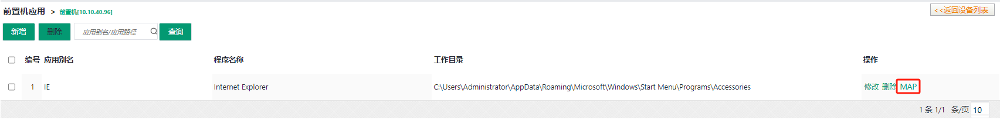 前置机应用 > 前置机[10.10.40.96] <<返回设备列表
新增 删除 应用别名/应用路径 查询
编号 应用别名 程序名称 工作目录 操作
1 IE Internet Explorer C:\Users\Administrator\AppData\Roaming\Microsoft\Windows\Start Menu\Programs\Accessories 修改 删除 MAP
1 条 1/1 条/页 10